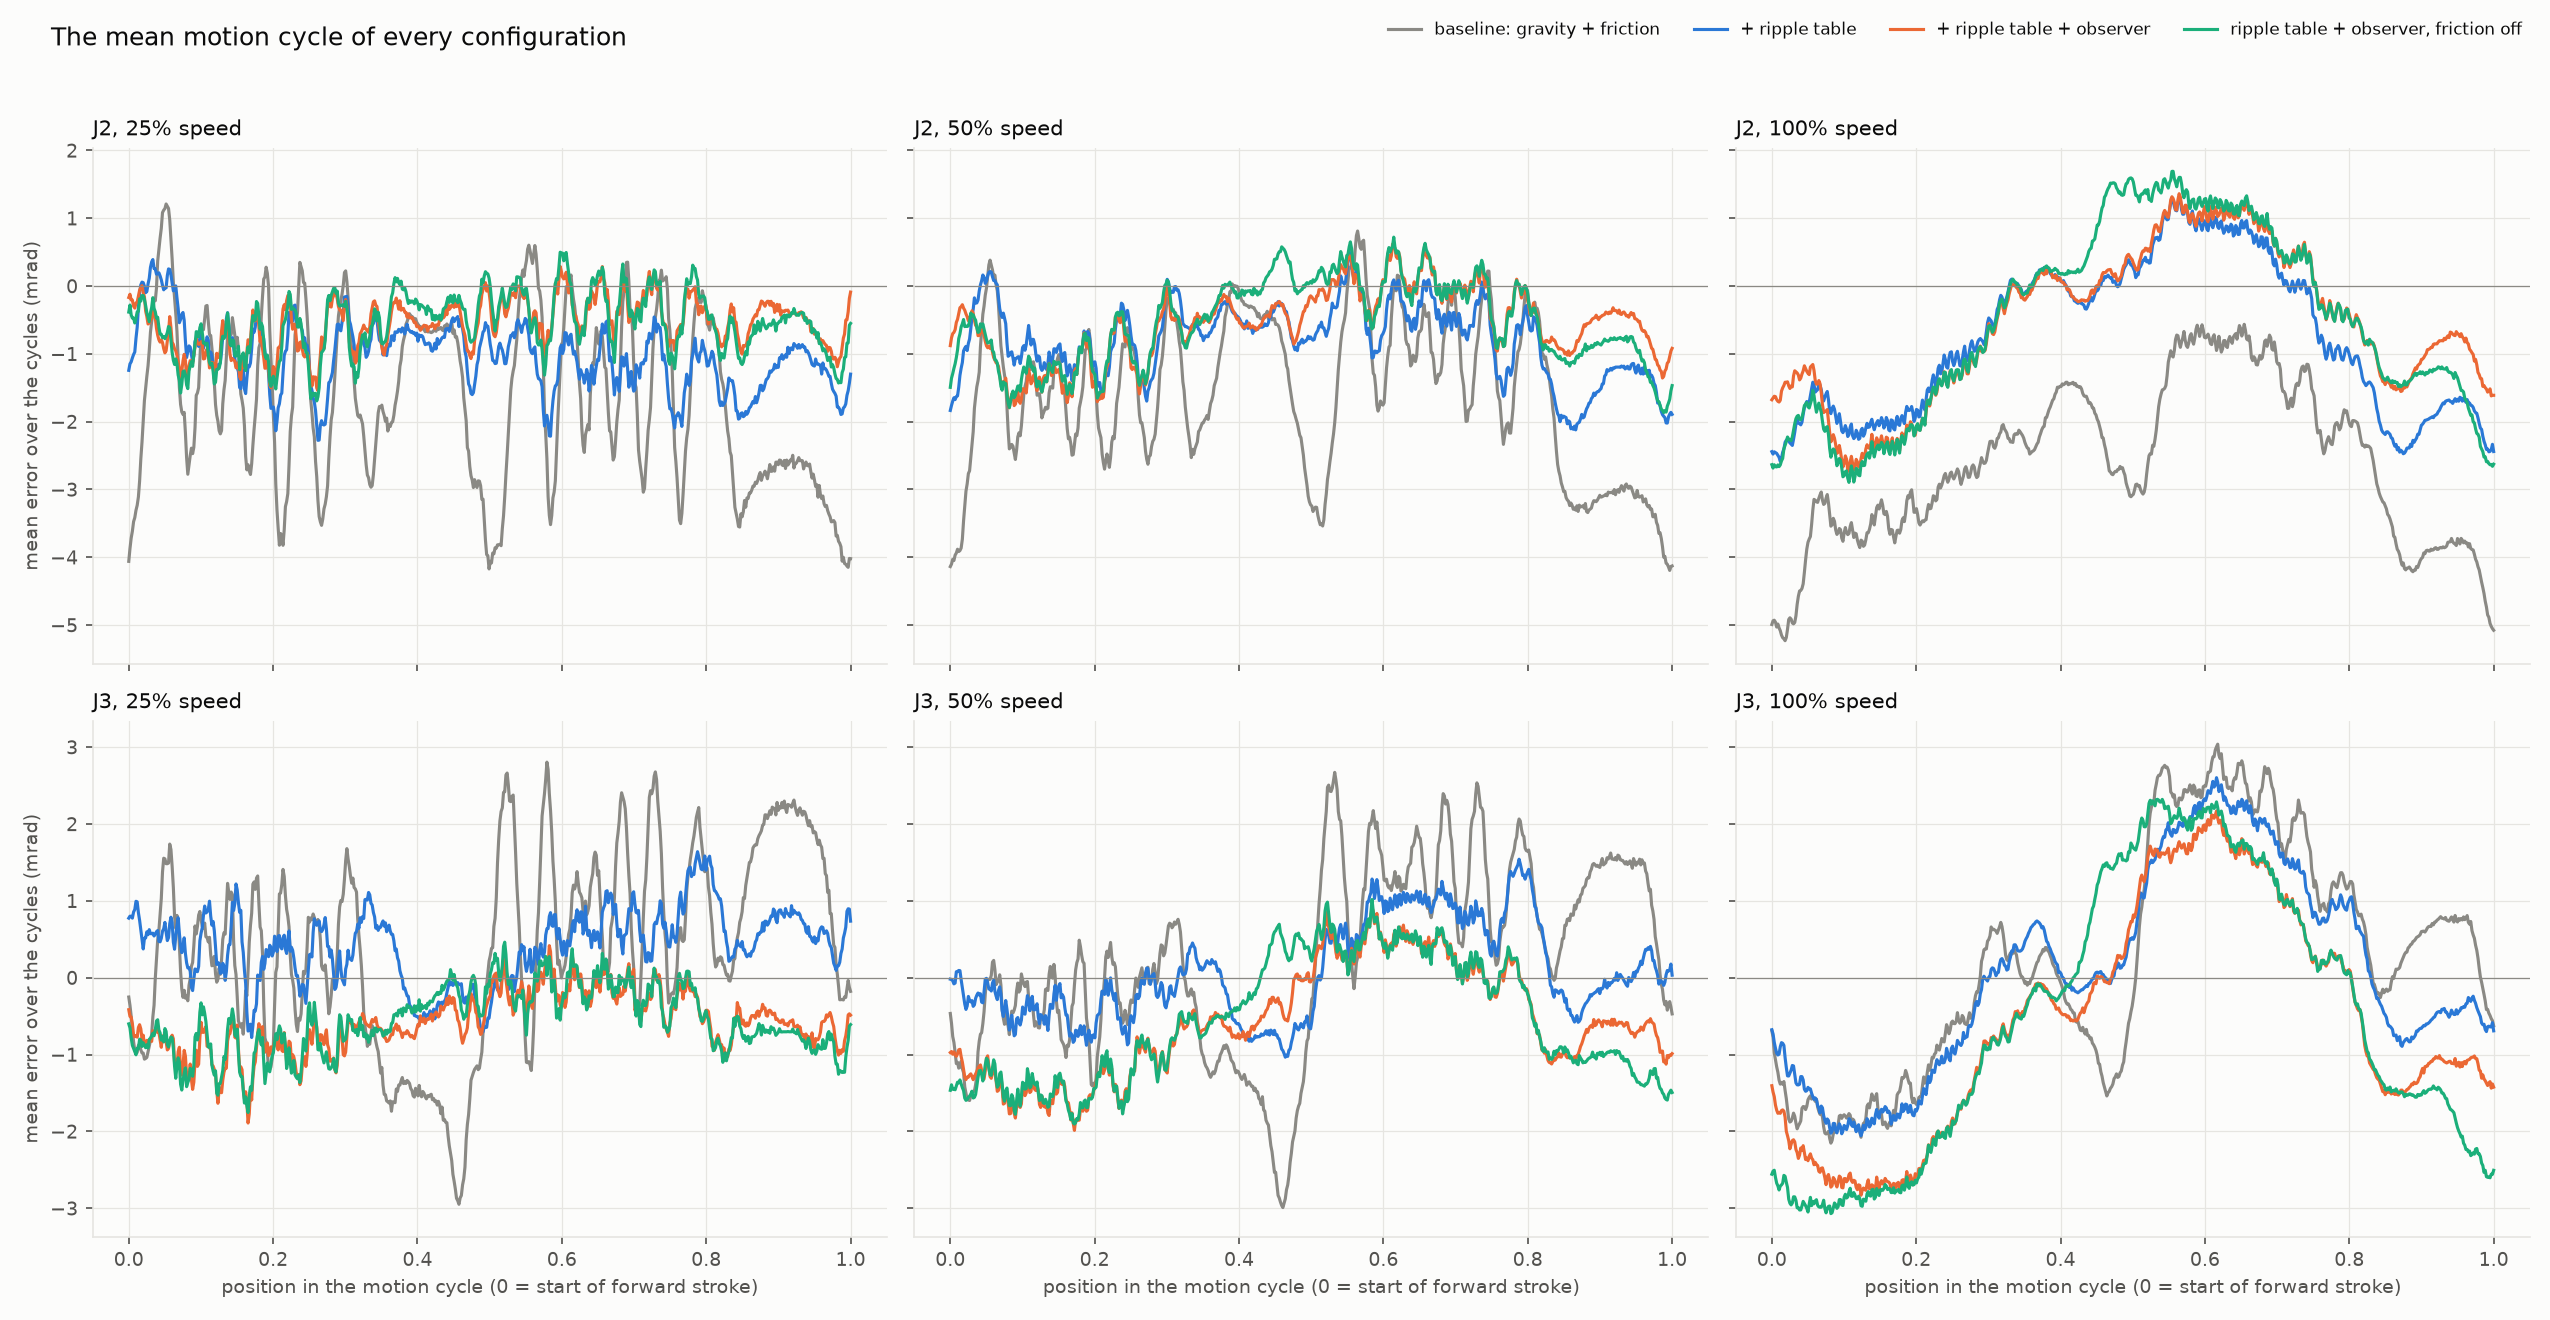 The mean motion cycle of every configuration
baseline: gravity + friction
+ ripple table
+ ripple table + observer
ripple table + observer, friction off
J2, 25% speed
J2, 50% speed
J2, 100% speed
mean error over the cycles (mrad)
2
1
0
−1
−2
−3
−4
−5
J3, 25% speed
J3, 50% speed
J3, 100% speed
mean error over the cycles (mrad)
3
2
1
0
−1
−2
−3
0.0 0.2 0.4 0.6 0.8 1.0
0.0 0.2 0.4 0.6 0.8 1.0
0.0 0.2 0.4 0.6 0.8 1.0
position in the motion cycle (0 = start of forward stroke)
position in the motion cycle (0 = start of forward stroke)
position in the motion cycle (0 = start of forward stroke)